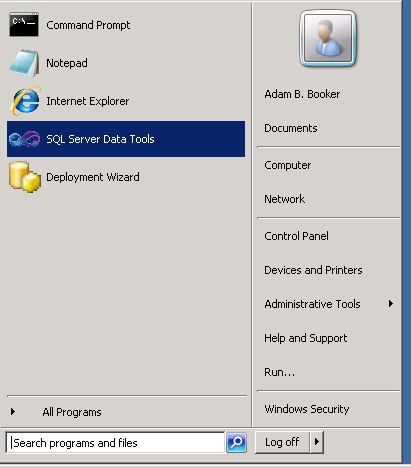 Command Prompt
Notepad
Internet Explorer
SQL Server Data Tools
Deployment Wizard
All Programs
Search programs and files
Adam B. Booker
Documents
Computer
Network
Control Panel
Devices and Printers
Administrative Tools
Help and Support
Run...
Windows Security
Log off